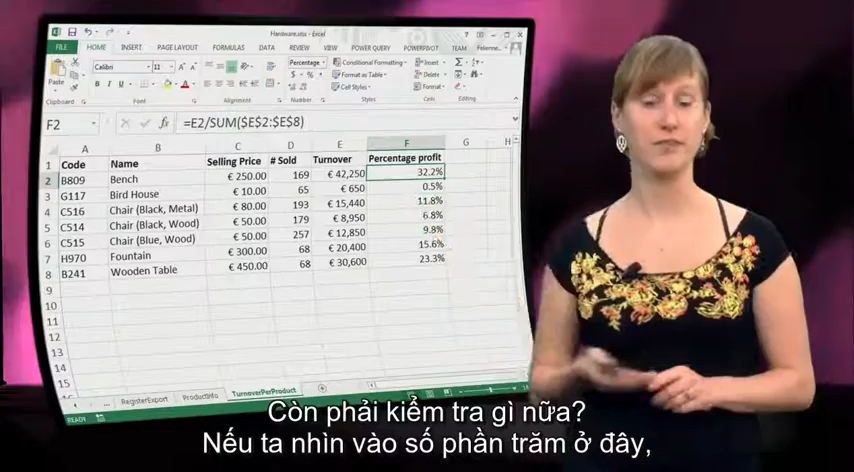 Hardware.xlsx - Excel
FILE HOME INSERT PAGE LAYOUT FORMULAS DATA REVIEW VIEW POWER QUERY POWERPIVOT TEAM Felienne...
Calibri 11 Percentage Conditional Formatting Insert
Paste Format as Table Delete
Cell Styles Format
Clipboard Font Alignment Number Styles Cells Editing
F2 fx =E2/SUM($E$2:$E$8)
A B C D E F G H
1 Code Name Selling Price # Sold Turnover Percentage profit
2 B809 Bench € 250.00 169 € 42,250 32.2%
3 G117 Bird House € 10.00 65 € 650 0.5%
4 C516 Chair (Black, Metal) € 80.00 193 € 15,440 11.8%
5 C514 Chair (Black, Wood) € 50.00 179 € 8,950 6.8%
6 C515 Chair (Blue, Wood) € 50.00 257 € 12,850 9.8%
7 H970 Fountain € 300.00 68 € 20,400 15.6%
8 B241 Wooden Table € 450.00 68 € 30,600 23.3%
9
10
11
12
13
14
15
... RegisterExport ProductInfo TurnoverPerProduct
READY
Còn phải kiểm tra gì nữa?
Nếu ta nhìn vào số phần trăm ở đây,